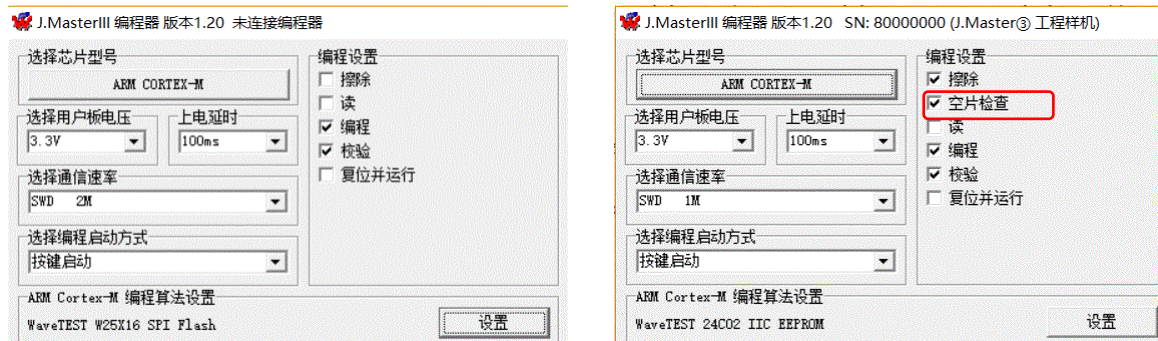 J.MasterIII 编程器 版本1.20 未连接编程器
选择芯片型号
ARM CORTEX-M
选择用户板电压
上电延时
3.3V
100ms
选择通信速率
SWD 2M
选择编程启动方式
按键启动
编程设置
擦除
读
编程
校验
复位并运行
ARM Cortex-M 编程算法设置
WaveTEST W25X16 SPI Flash
设置
J.MasterIII 编程器 版本1.20 SN: 80000000 (J.Master③ 工程样机)
选择芯片型号
ARM CORTEX-M
选择用户板电压
上电延时
3.3V
100ms
选择通信速率
SWD 1M
选择编程启动方式
按键启动
编程设置
擦除
空片检查
读
编程
校验
复位并运行
ARM Cortex-M 编程算法设置
WaveTEST 24C02 IIC EEPROM
设置